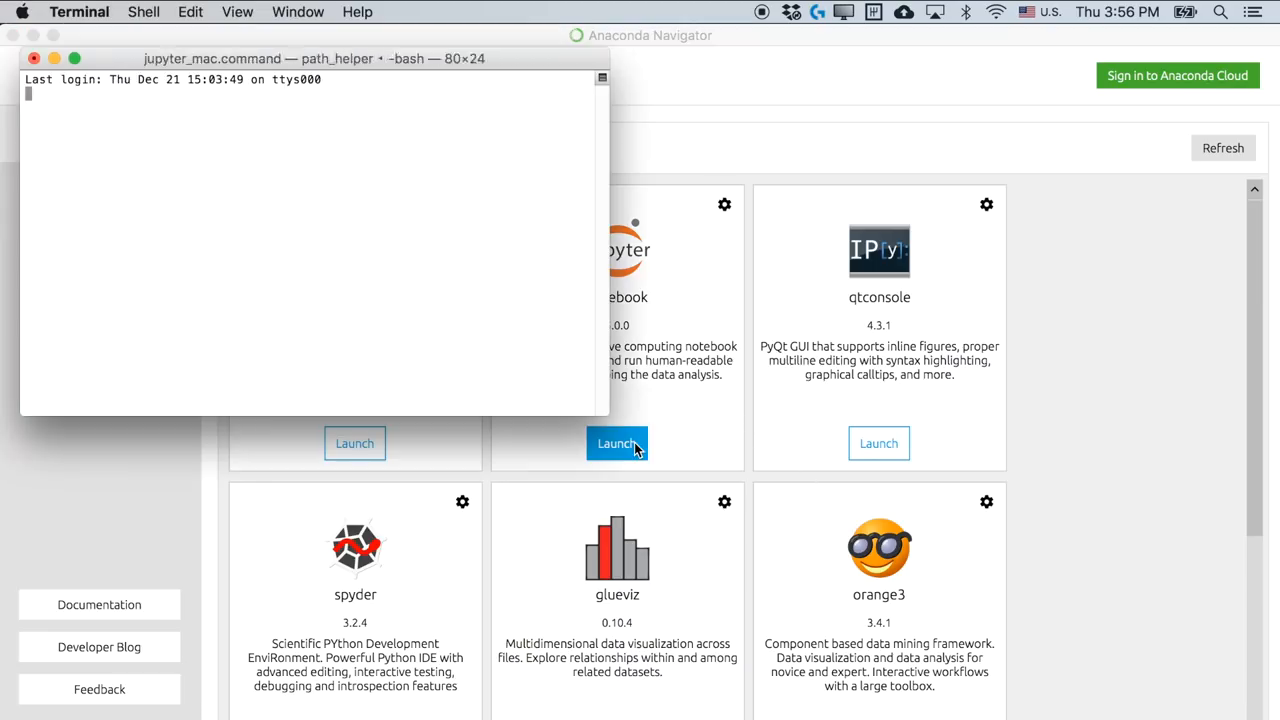 Terminal Shell Edit View Window Help U.S. Thu 3:56 PM
Anaconda Navigator
jupyter_mac.command — path_helper ◂ -bash — 80×24
Last login: Thu Dec 21 15:03:49 on ttys000
Sign in to Anaconda Cloud
Refresh
pyter
ebook
.0.0
ve computing notebook
nd run human-readable
ing the data analysis.
Launch
Launch
IP[y]:
qtconsole
4.3.1
PyQt GUI that supports inline figures, proper
multiline editing with syntax highlighting,
graphical calltips, and more.
Launch
spyder
3.2.4
Scientific PYthon Development
EnviRonment. Powerful Python IDE with
advanced editing, interactive testing,
debugging and introspection features
glueviz
0.10.4
Multidimensional data visualization across
files. Explore relationships within and among
related datasets.
orange3
3.4.1
Component based data mining framework.
Data visualization and data analysis for
novice and expert. Interactive workflows
with a large toolbox.
Documentation
Developer Blog
Feedback